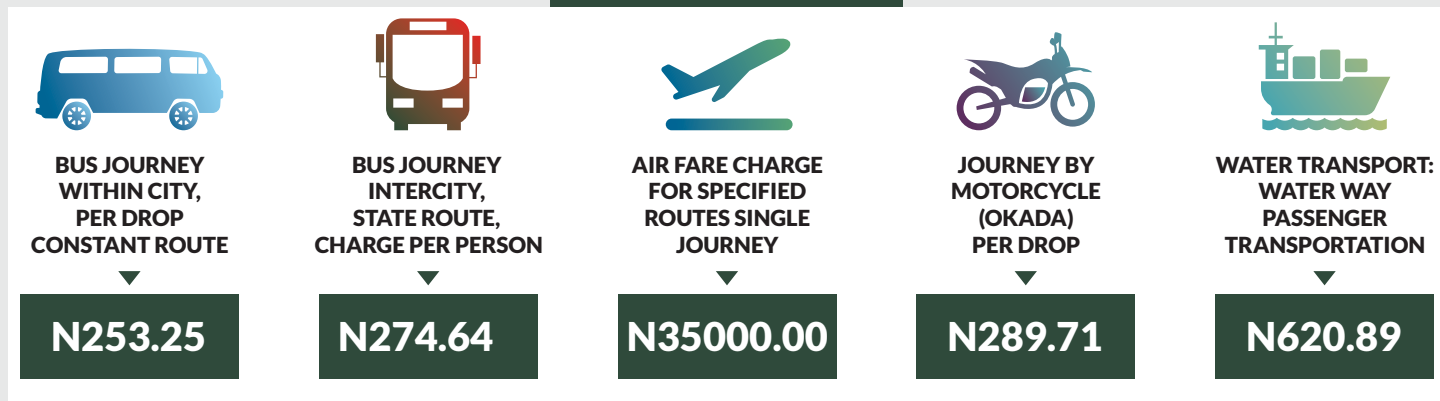 BUS JOURNEY
WITHIN CITY,
PER DROP
CONSTANT ROUTE
N253.25
BUS JOURNEY
INTERCITY,
STATE ROUTE,
CHARGE PER PERSON
N274.64
AIR FARE CHARGE
FOR SPECIFIED
ROUTES SINGLE
JOURNEY
N35000.00
JOURNEY BY
MOTORCYCLE
(OKADA)
PER DROP
N289.71
WATER TRANSPORT:
WATER WAY
PASSENGER
TRANSPORTATION
N620.89